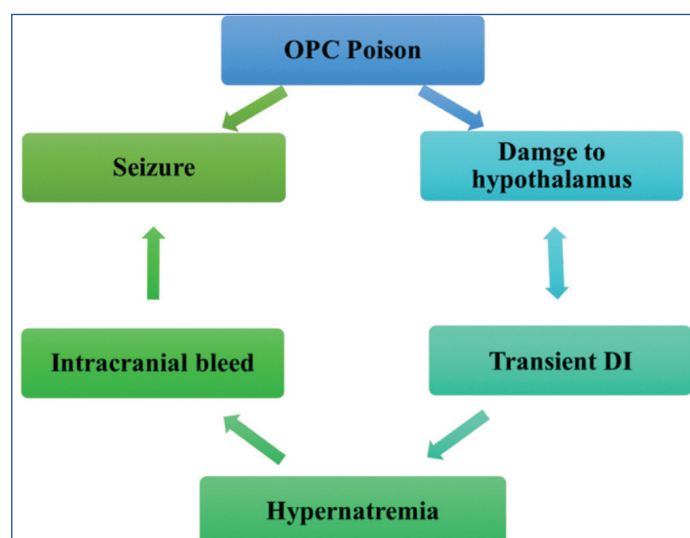 OPC Poison
Seizure
Damge to
hypothalamus
Intracranial bleed
Transient DI
Hypernatremia